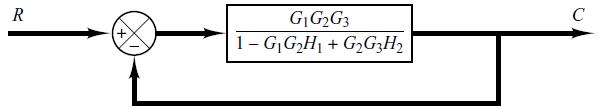 R
C
+
−
G₁G₂G₃
1 − G₁G₂H₁ + G₂G₃H₂